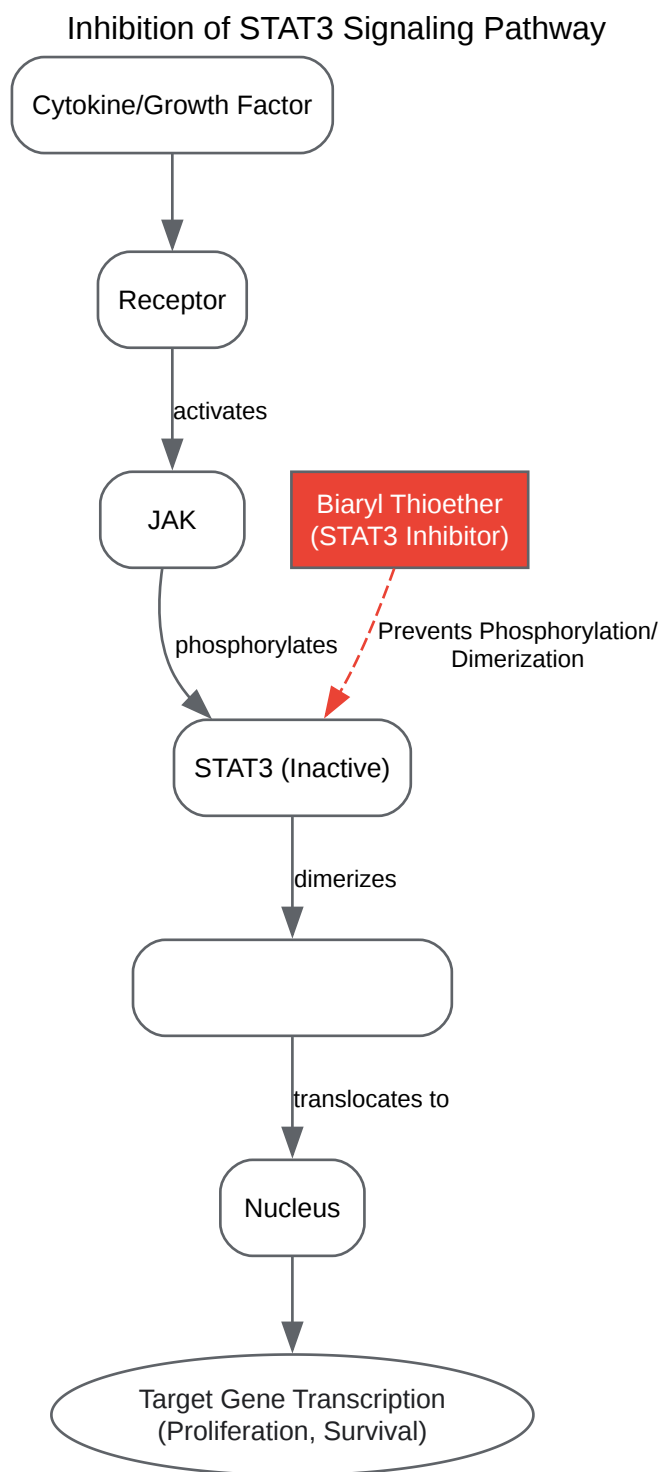 Inhibition of STAT3 Signaling Pathway
Cytokine/Growth Factor
Receptor
activates
JAK
Biaryl Thioether
(STAT3 Inhibitor)
phosphorylates
Prevents Phosphorylation/
Dimerization
STAT3 (Inactive)
dimerizes
translocates to
Nucleus
Target Gene Transcription
(Proliferation, Survival)